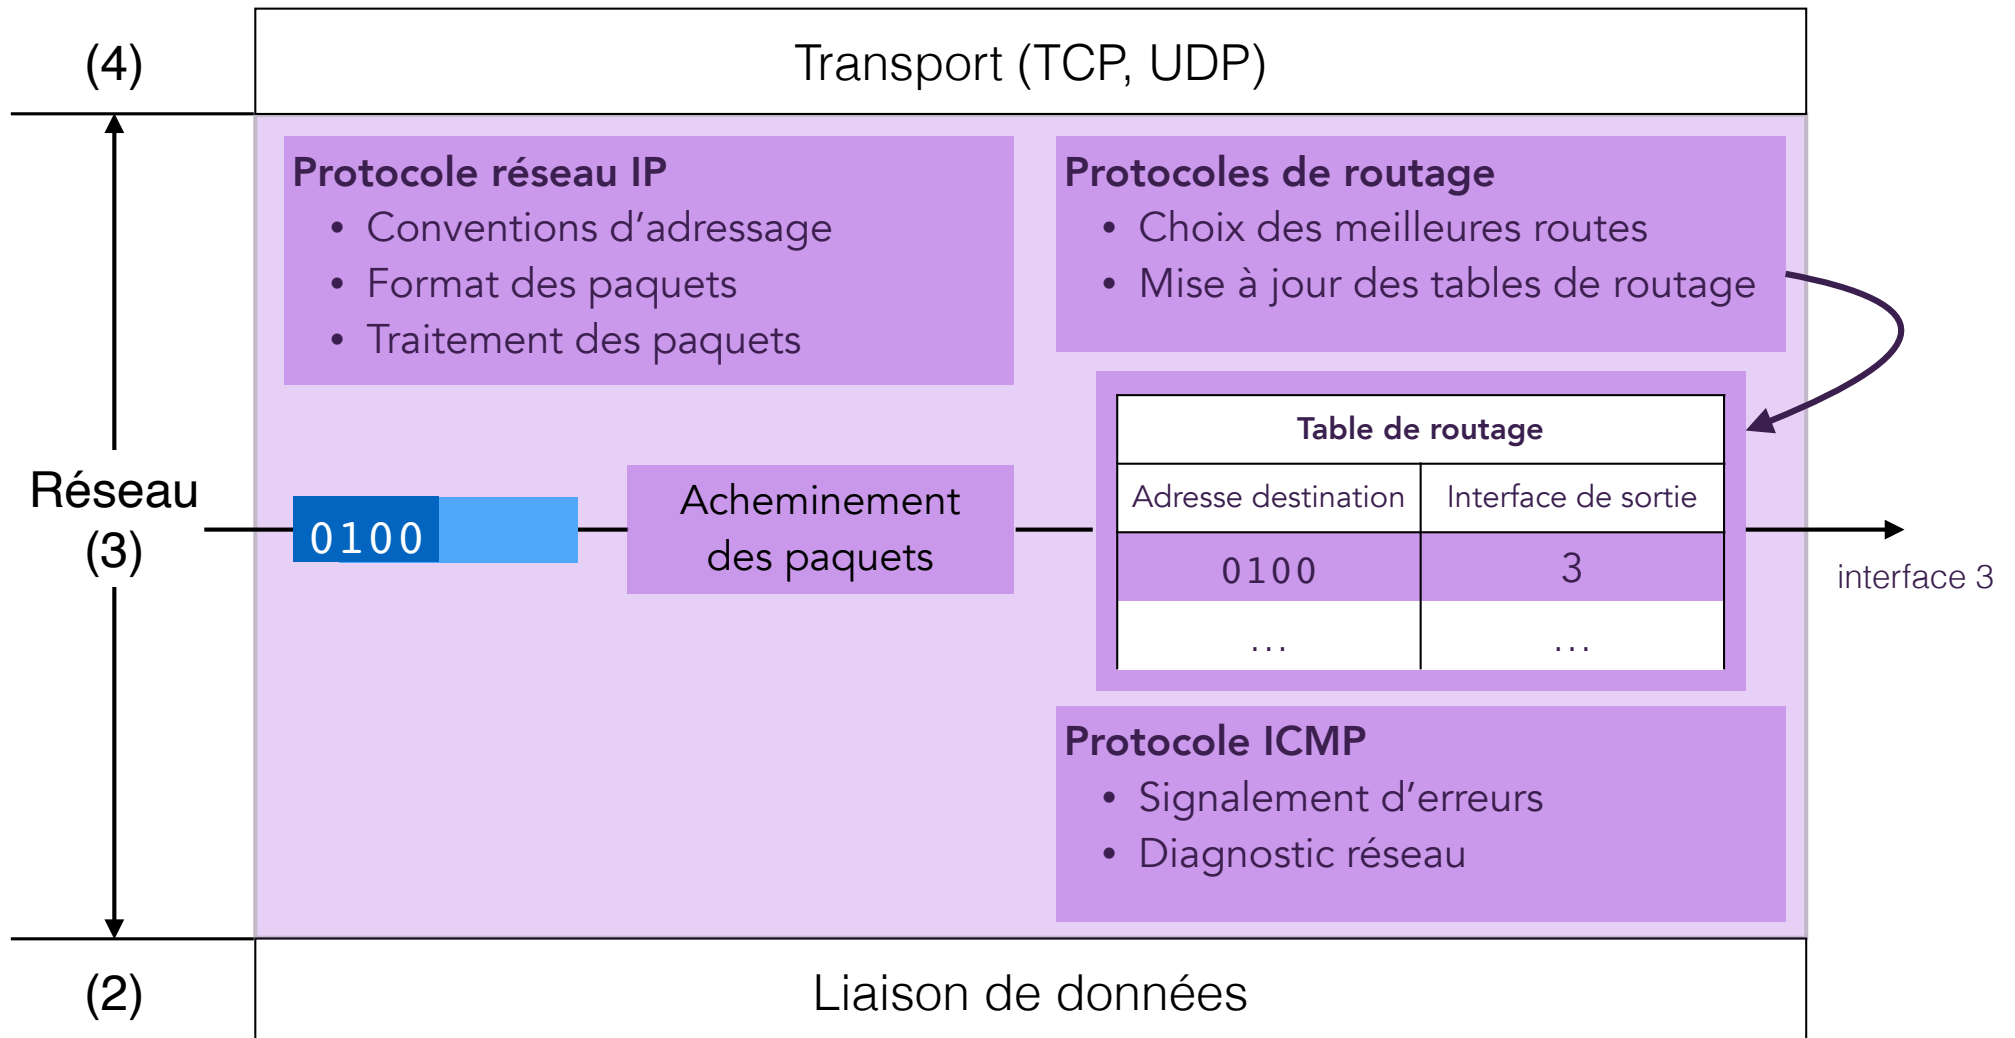 (4)
Transport (TCP, UDP)
Protocole réseau IP
• Conventions d’adressage
• Format des paquets
• Traitement des paquets
Protocoles de routage
• Choix des meilleures routes
• Mise à jour des tables de routage
Réseau
(3)
0100
Acheminement
des paquets
Table de routage
Adresse destination Interface de sortie
0100 3
... ...
interface 3
Protocole ICMP
• Signalement d’erreurs
• Diagnostic réseau
(2)
Liaison de données